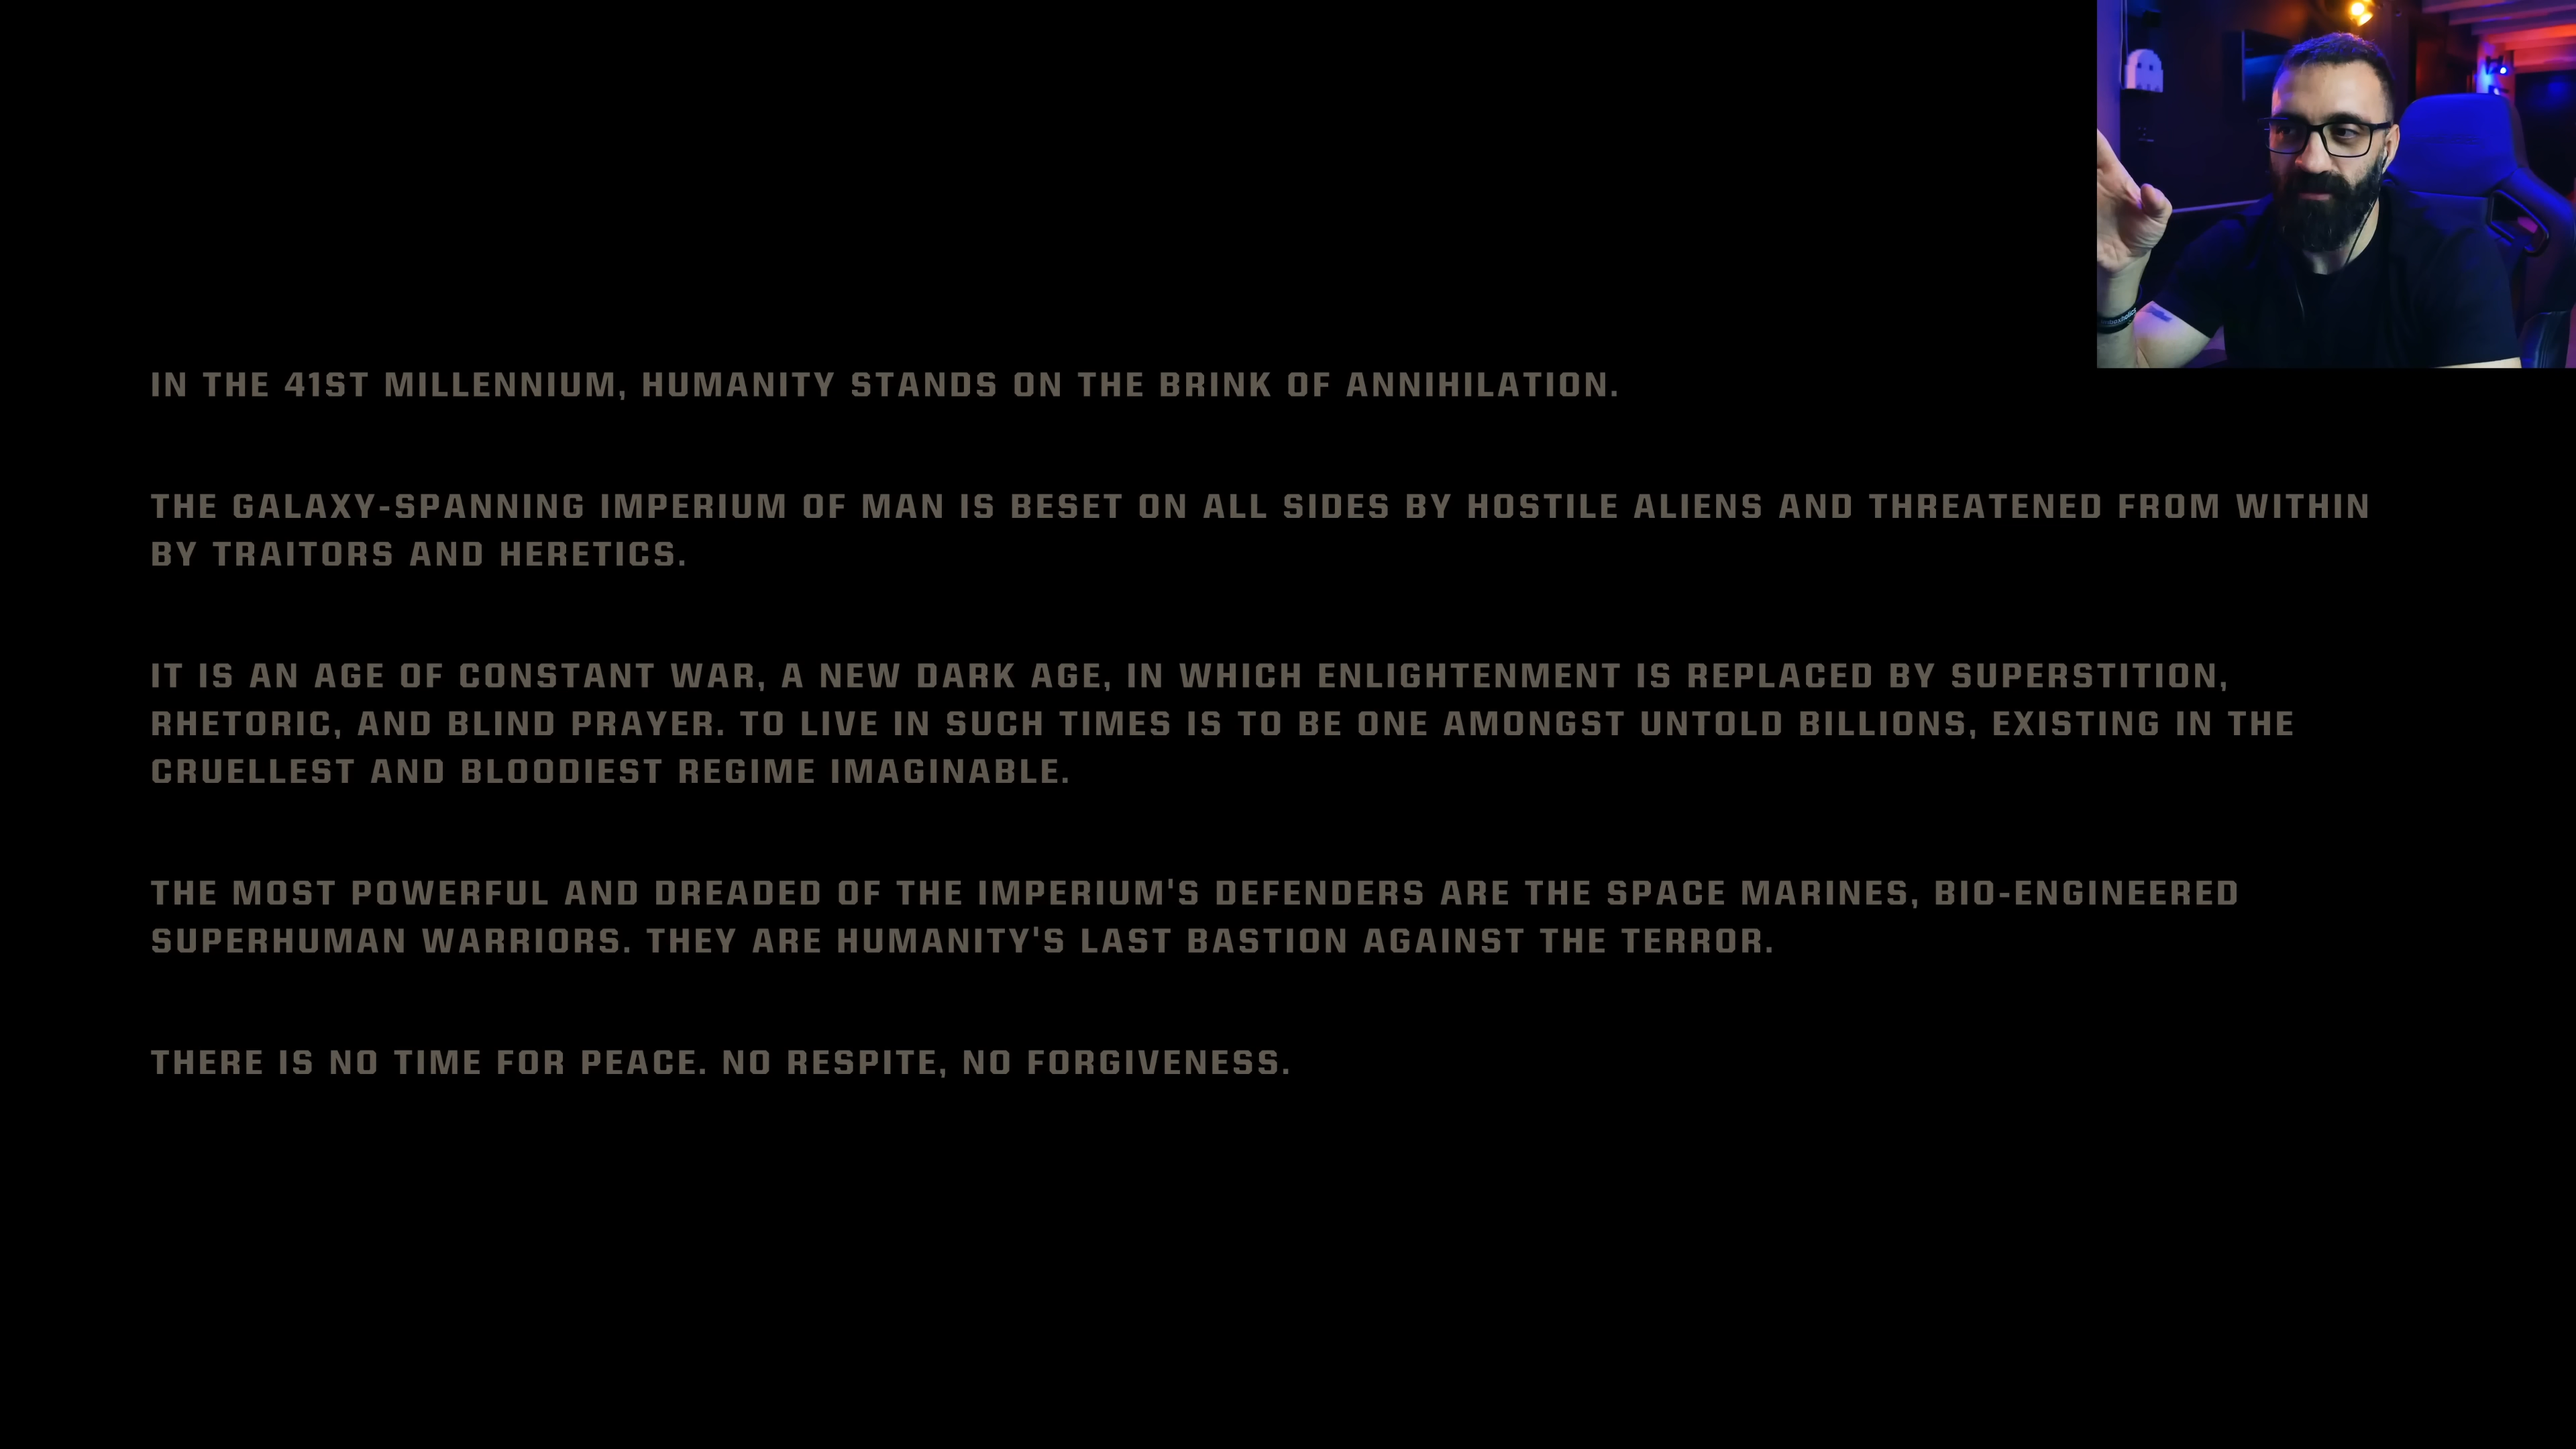 IN THE 41ST MILLENNIUM, HUMANITY STANDS ON THE BRINK OF ANNIHILATION.
THE GALAXY-SPANNING IMPERIUM OF MAN IS BESET ON ALL SIDES BY HOSTILE ALIENS AND THREATENED FROM WITHIN
BY TRAITORS AND HERETICS.
IT IS AN AGE OF CONSTANT WAR, A NEW DARK AGE, IN WHICH ENLIGHTENMENT IS REPLACED BY SUPERSTITION,
RHETORIC, AND BLIND PRAYER. TO LIVE IN SUCH TIMES IS TO BE ONE AMONGST UNTOLD BILLIONS, EXISTING IN THE
CRUELLEST AND BLOODIEST REGIME IMAGINABLE.
THE MOST POWERFUL AND DREADED OF THE IMPERIUM'S DEFENDERS ARE THE SPACE MARINES, BIO-ENGINEERED
SUPERHUMAN WARRIORS. THEY ARE HUMANITY'S LAST BASTION AGAINST THE TERROR.
THERE IS NO TIME FOR PEACE. NO RESPITE, NO FORGIVENESS.